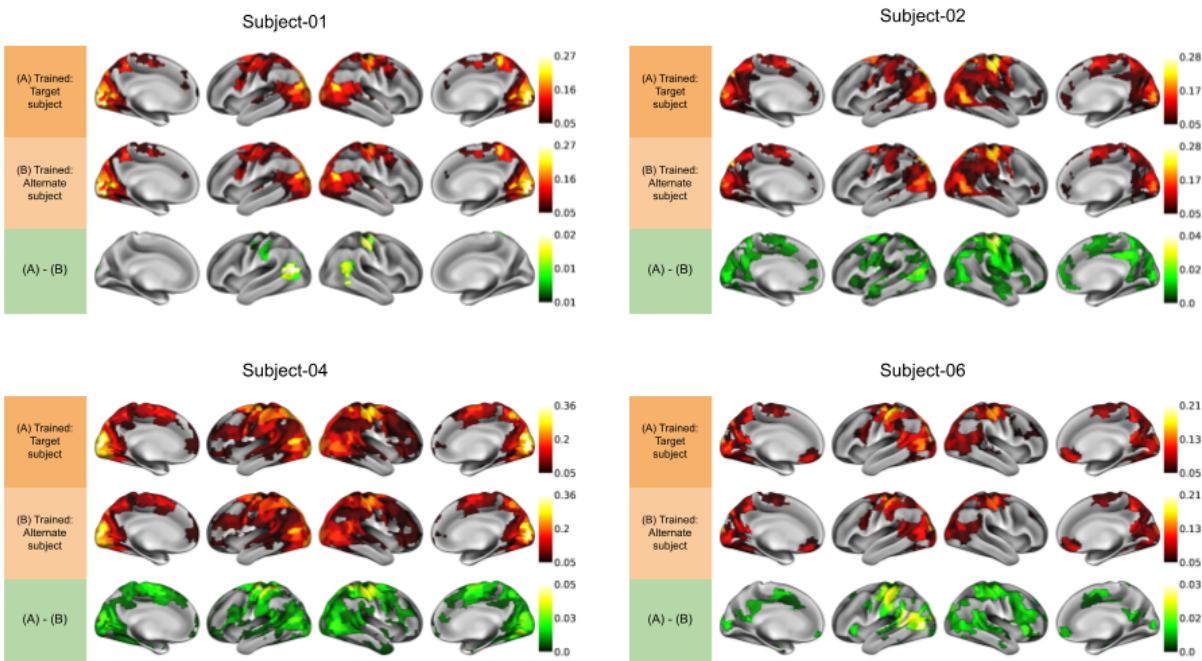 Subject-01
(A) Trained:
Target
subject
0.27
0.16
0.05
(B) Trained:
Alternate
subject
0.27
0.16
0.05
(A) - (B)
0.02
0.01
0.01
Subject-02
(A) Trained:
Target
subject
0.28
0.17
0.05
(B) Trained:
Alternate
subject
0.28
0.17
0.05
(A) - (B)
0.04
0.02
0.0
Subject-04
(A) Trained:
Target
subject
0.36
0.2
0.05
(B) Trained:
Alternate
subject
0.36
0.2
0.05
(A) - (B)
0.05
0.03
0.0
Subject-06
(A) Trained:
Target
subject
0.21
0.13
0.05
(B) Trained:
Alternate
subject
0.21
0.13
0.05
(A) - (B)
0.03
0.02
0.0